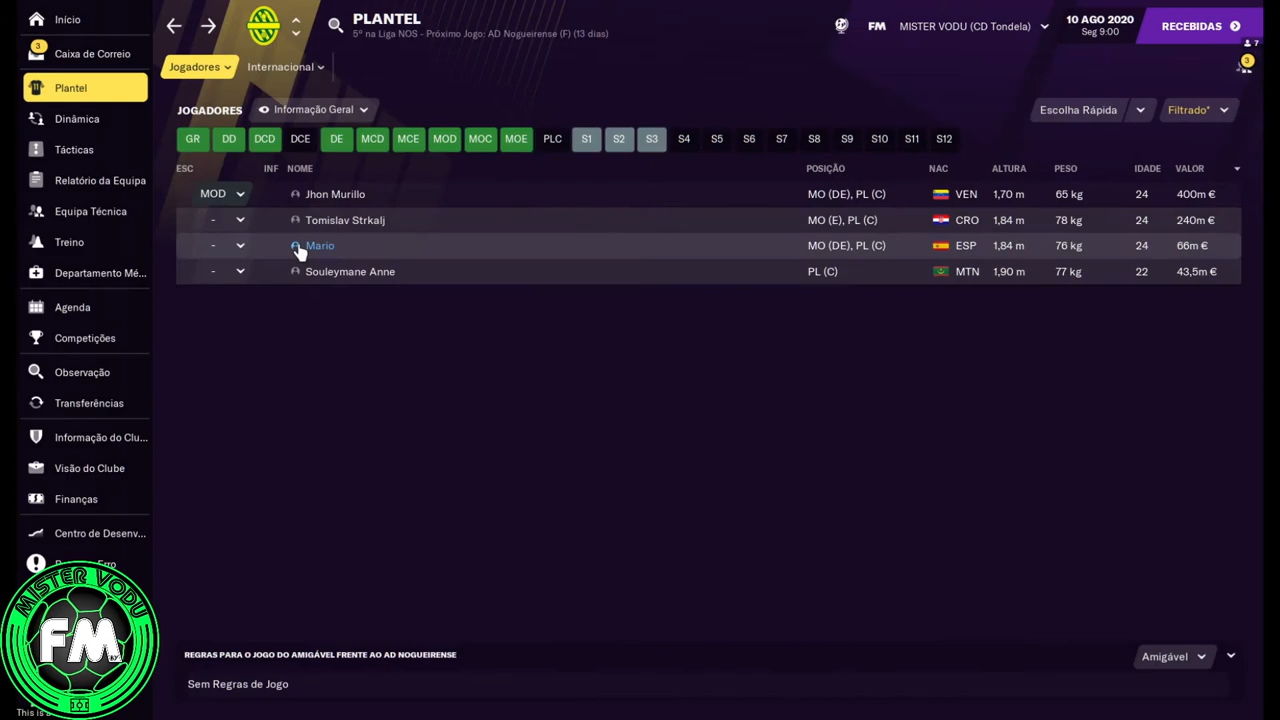 Início
3
Caixa de Correio
Plantel
Dinâmica
Tácticas
Relatório da Equipa
Equipa Técnica
Treino
Departamento Mé...
Agenda
Competições
Observação
Transferências
Informação do Clu...
Visão do Clube
Finanças
Centro de Desenv...
PLANTEL
5º na Liga NOS - Próximo Jogo: AD Nogueirense (F) (13 dias)
FM
MISTER VODU (CD Tondela)
10 AGO 2020
Seg 9:00
RECEBIDAS
7
3
Jogadores
Internacional
JOGADORES
Informação Geral
Escolha Rápida
Filtrado*
GR DD DCD DCE DE MCD MCE MOD MOC MOE PLC S1 S2 S3 S4 S5 S6 S7 S8 S9 S10 S11 S12
ESC INF NOME POSIÇÃO NAC ALTURA PESO IDADE VALOR
MOD Jhon Murillo MO (DE), PL (C) VEN 1,70 m 65 kg 24 400m €
- Tomislav Strkalj MO (E), PL (C) CRO 1,84 m 78 kg 24 240m €
- Mario MO (DE), PL (C) ESP 1,84 m 76 kg 24 66m €
- Souleymane Anne PL (C) MTN 1,90 m 77 kg 22 43,5m €
REGRAS PARA O JOGO DO AMIGÁVEL FRENTE AO AD NOGUEIRENSE
Amigável
Sem Regras de Jogo
MISTER VODU
FM
This is